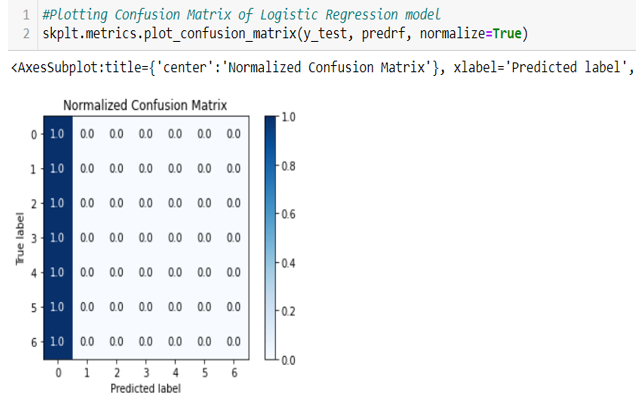 1 #Plotting Confusion Matrix of Logistic Regression model
2 skplt.metrics.plot_confusion_matrix(y_test, predrf, normalize=True)
<AxesSubplot:title={'center':'Normalized Confusion Matrix'}, xlabel='Predicted label',
Normalized Confusion Matrix
0 1.0 0.0 0.0 0.0 0.0 0.0 0.0
1 1.0 0.0 0.0 0.0 0.0 0.0 0.0
2 1.0 0.0 0.0 0.0 0.0 0.0 0.0
3 1.0 0.0 0.0 0.0 0.0 0.0 0.0
4 1.0 0.0 0.0 0.0 0.0 0.0 0.0
5 1.0 0.0 0.0 0.0 0.0 0.0 0.0
6 1.0 0.0 0.0 0.0 0.0 0.0 0.0
True label
0 1 2 3 4 5 6
Predicted label
1.0
0.8
0.6
0.4
0.2
0.0